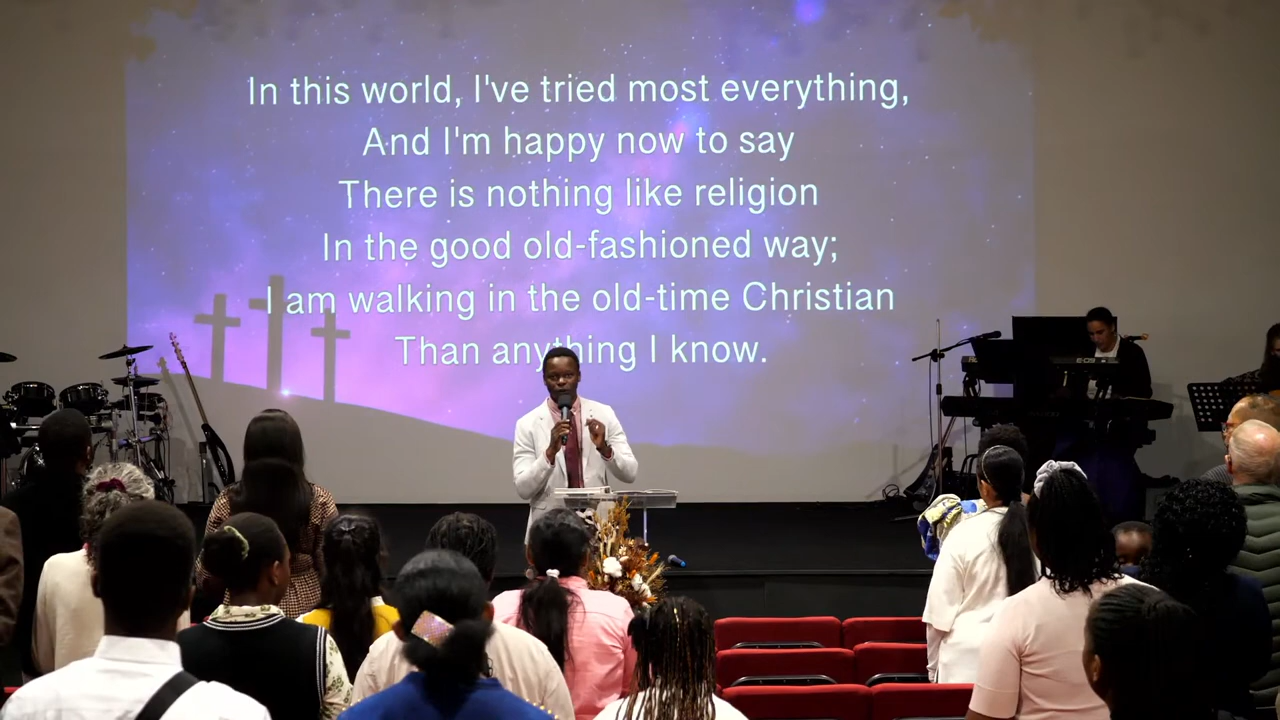 In this world, I've tried most everything,
And I'm happy now to say
There is nothing like religion
In the good old-fashioned way;
I am walking in the old-time Christian
Than anything I know.